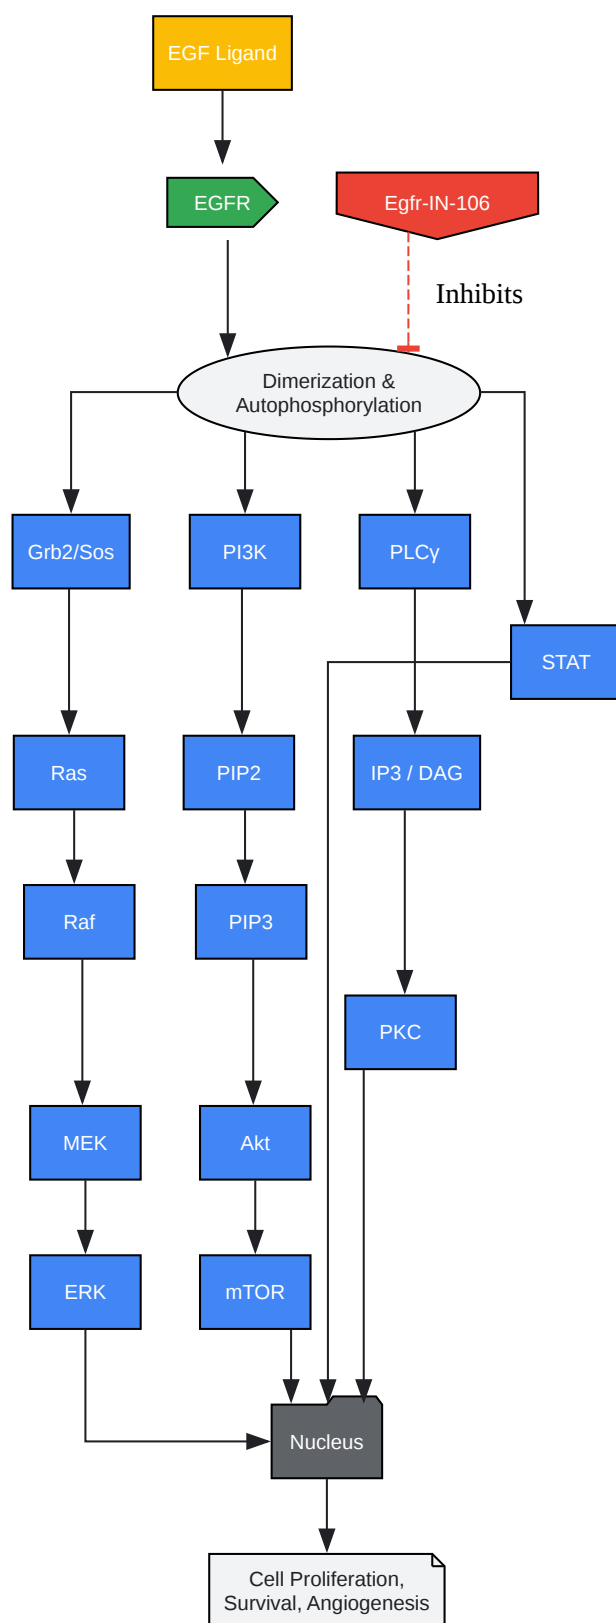 EGF Ligand
EGFR
Egfr-IN-106
Inhibits
Dimerization &
Autophosphorylation
Grb2/Sos
PI3K
PLCγ
STAT
Ras
PIP2
IP3 / DAG
Raf
PIP3
PKC
MEK
Akt
ERK
mTOR
Nucleus
Cell Proliferation,
Survival, Angiogenesis